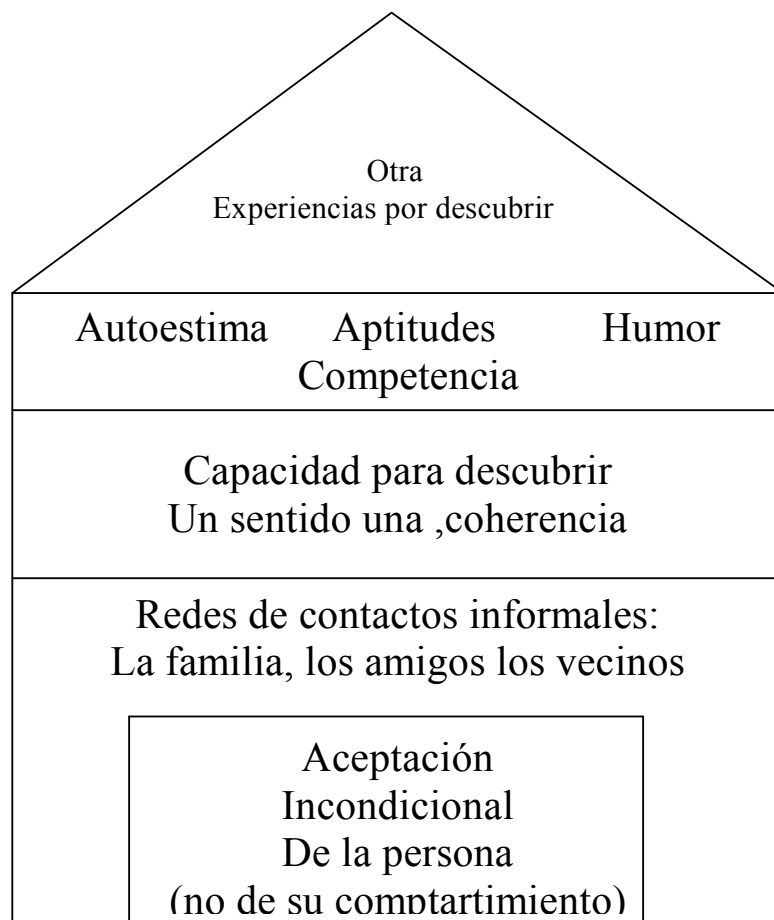 Otra
Experiencias por descubrir
Autoestima Aptitudes Humor
Competencia
Capacidad para descubrir
Un sentido una ,coherencia
Redes de contactos informales:
La familia, los amigos los vecinos
Aceptación
Incondicional
De la persona
(no de su comptartimiento)